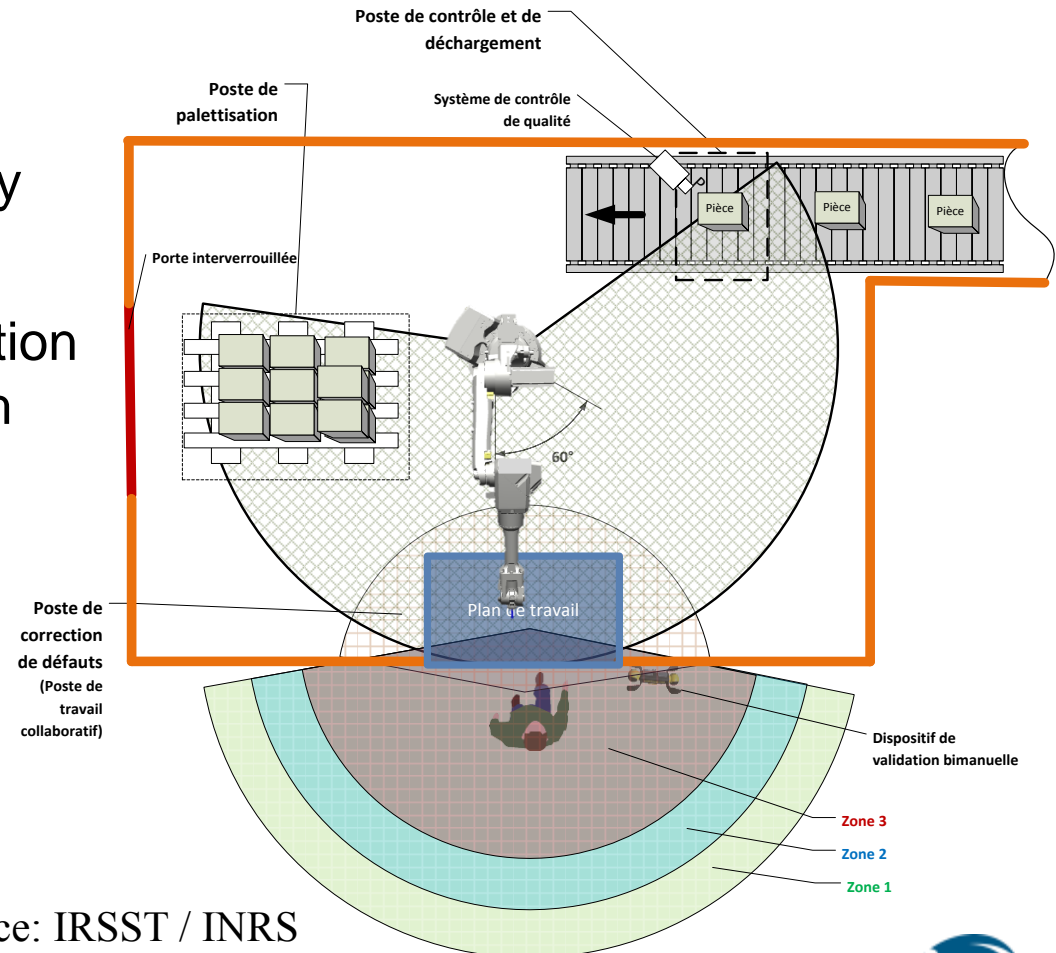 Poste de contrôle et de
déchargement
Poste de
palettisation
Système de contrôle
de qualité
y
Pièce
Pièce
Pièce
Porte interverrouillée
tion
n
60°
Plan de travail
Poste de
correction
de défauts
(Poste de
travail
collaboratif)
Dispositif de
validation bimanuelle
Zone 3
Zone 2
Zone 1
ce: IRSST / INRS